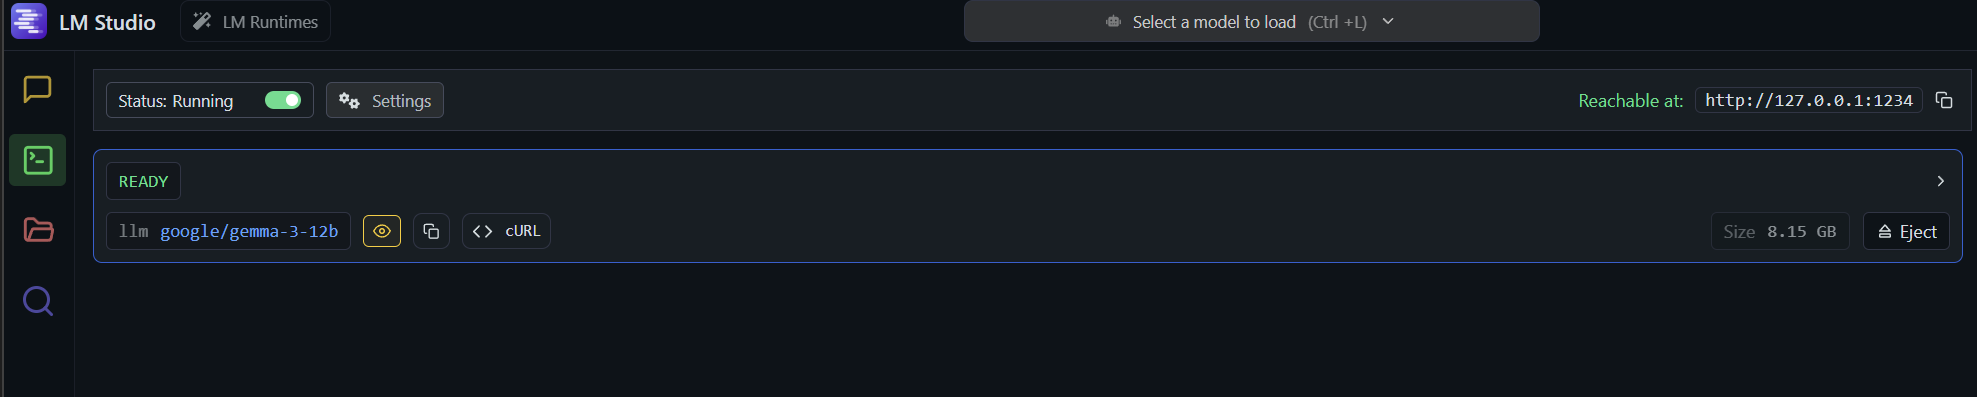 LM Studio LM Runtimes Select a model to load (Ctrl +L)
Status: Running Settings Reachable at: http://127.0.0.1:1234
READY
llm google/gemma-3-12b cURL Size 8.15 GB Eject